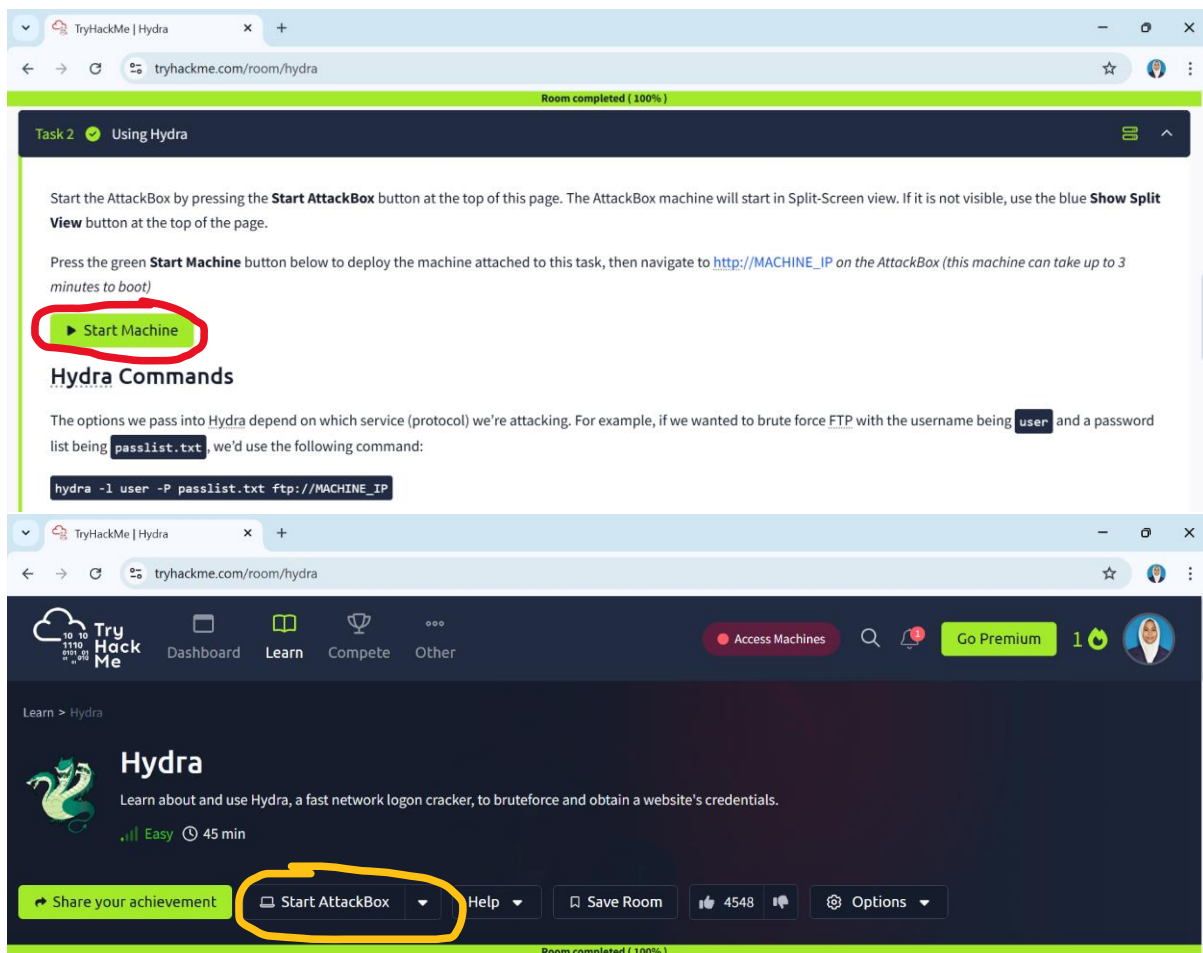 TryHackMe | Hydra
tryhackme.com/room/hydra
Room completed ( 100% )
Task 2 Using Hydra
Start the AttackBox by pressing the Start AttackBox button at the top of this page. The AttackBox machine will start in Split-Screen view. If it is not visible, use the blue Show Split
View button at the top of the page.
Press the green Start Machine button below to deploy the machine attached to this task, then navigate to http://MACHINE_IP on the AttackBox (this machine can take up to 3
minutes to boot)
Start Machine
Hydra Commands
The options we pass into Hydra depend on which service (protocol) we're attacking. For example, if we wanted to brute force FTP with the username being user and a password
list being passlist.txt, we'd use the following command:
hydra -l user -P passlist.txt ftp://MACHINE_IP
TryHackMe | Hydra
tryhackme.com/room/hydra
Try Hack Me
Dashboard Learn Compete Other Access Machines 1 Go Premium 1
Learn > Hydra
Hydra
Learn about and use Hydra, a fast network logon cracker, to bruteforce and obtain a website's credentials.
Easy 45 min
Share your achievement Start AttackBox Help Save Room 4548 Options
Room completed ( 100% )